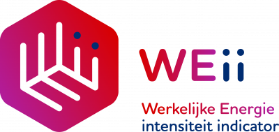 WEii
Werkelijke Energie
intensiteit indicator